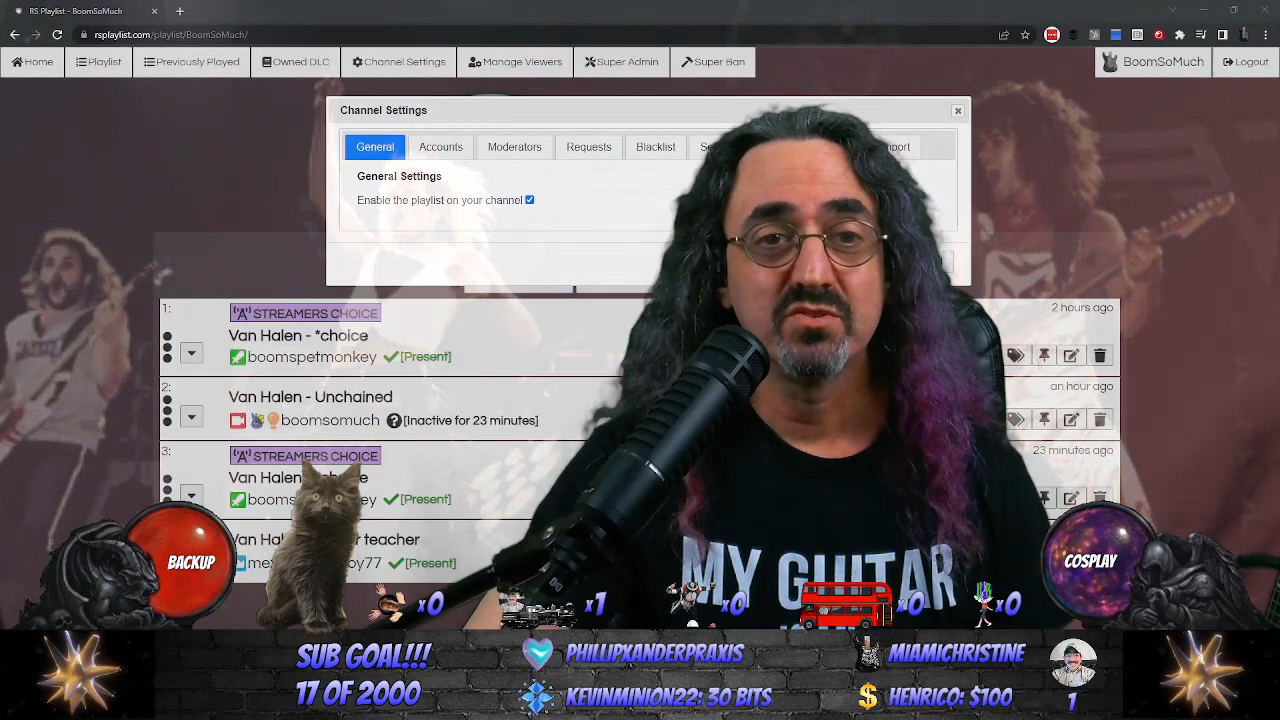 RS Playlist - BoomSoMuch
rsplaylist.com/playlist/BoomSoMuch/
Home
Playlist
Previously Played
Owned DLC
Channel Settings
Manage Viewers
Super Admin
Super Ban
BoomSoMuch
Logout
Channel Settings
General
Accounts
Moderators
Requests
Blacklist
General Settings
Enable the playlist on your channel
1:
STREAMERS CHOICE
2 hours ago
Van Halen - *choice
boomspetmonkey [Present]
2:
an hour ago
Van Halen - Unchained
boomsomuch [Inactive for 23 minutes]
3:
STREAMERS CHOICE
23 minutes ago
Van Halen
[Present]
teacher
[Present]
BACKUP
COSPLAY
MY GUITAR
x0
x1
x0
x0
x0
SUB GOAL!!!
17 OF 2000
PHILLIPXANDERPRAXIS
KEVINMINION22: 30 BITS
MIAMICHRISTINE
HENRICO: $100
1